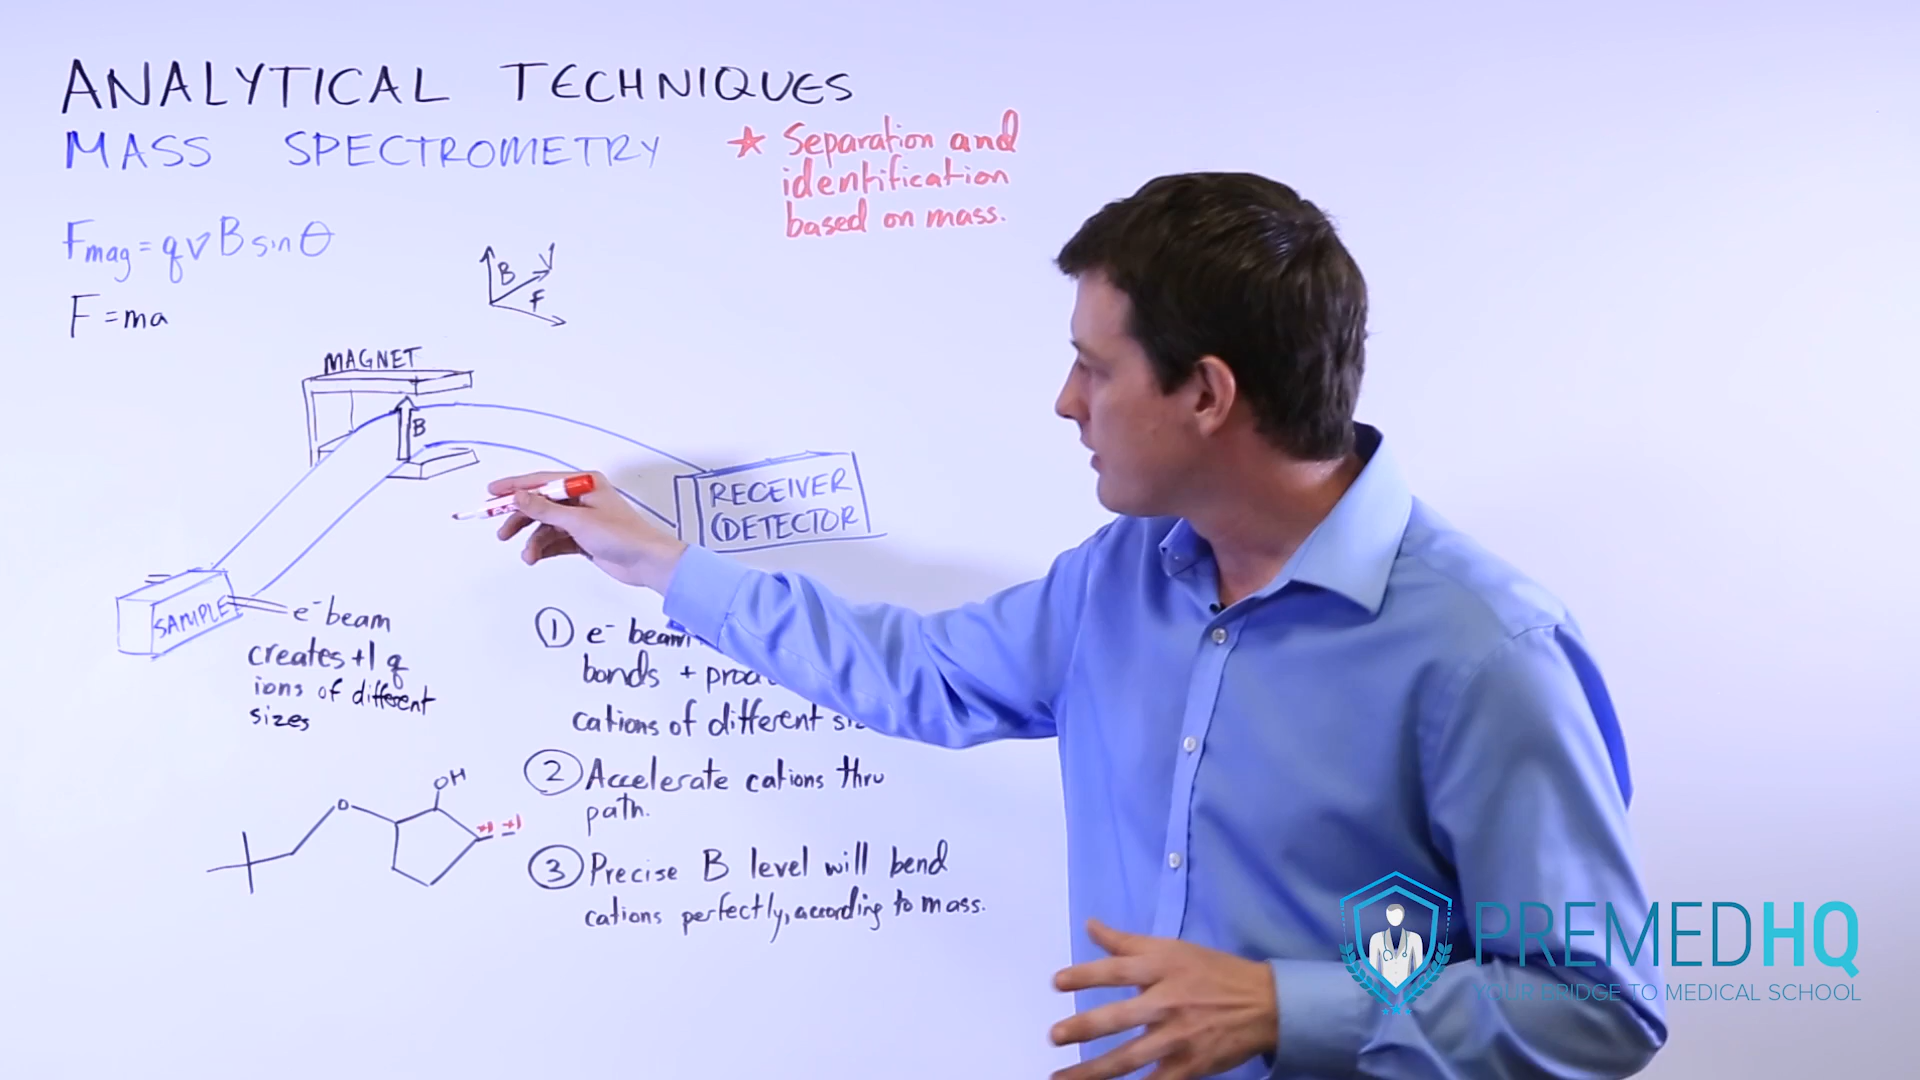 ANALYTICAL TECHNIQUES
MASS SPECTROMETRY
★ Separation and
identification
based on mass.
Fmag = qvB sin θ
F = ma
B
V
F
MAGNET
B
RECEIVER
DETECTOR
SAMPLE
e⁻ beam
creates +1 q
ions of different
sizes
① e⁻ beam
bonds +
cations of different
② Accelerate cations thru
path.
③ Precise B level will bend
cations perfectly, according to mass.
OH
O
+1 +1
PREMEDHQ
YOUR BRIDGE TO MEDICAL SCHOOL